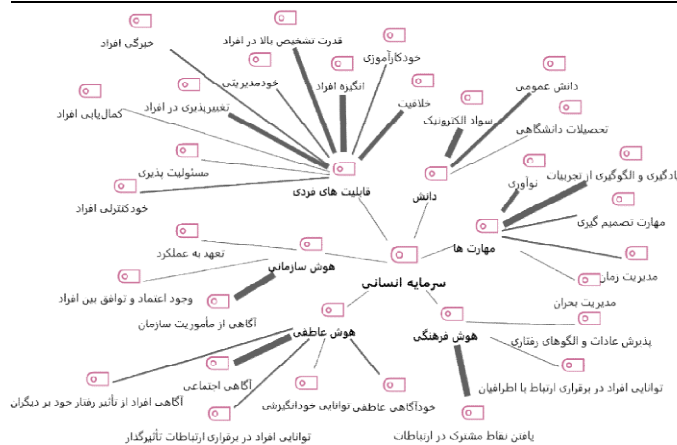 خبرگی افراد
قدرت تشخیص بالا در افراد
خودکارآموزی
خودمدیریتی
انگیزه افراد
دانش عمومی
کمال‌یابی افراد
تغییرپذیری در افراد
خلاقیت
سواد الکترونیک
تحصیلات دانشگاهی
مسئولیت پذیری
قابلیت های فردی
دانش
نوآوری
یادگیری و الگوگیری از تجربیات
خودکنترلی افراد
مهارت تصمیم گیری
تعهد به عملکرد
هوش سازمانی
سرمایه انسانی
مهارت ها
مدیریت زمان
وجود اعتماد و توافق بین افراد
مدیریت بحران
آگاهی از مأموریت سازمان
هوش عاطفی
هوش فرهنگی
پذیرش عادات و الگوهای رفتاری
آگاهی افراد از تأثیر رفتار خود بر دیگران
آگاهی اجتماعی
توانایی خودانگیزشی
خودآگاهی عاطفی
توانایی افراد در برقراری ارتباط با اطرافیان
توانایی افراد در برقراری ارتباطات تأثیرگذار
یافتن نقاط مشترک در ارتباطات